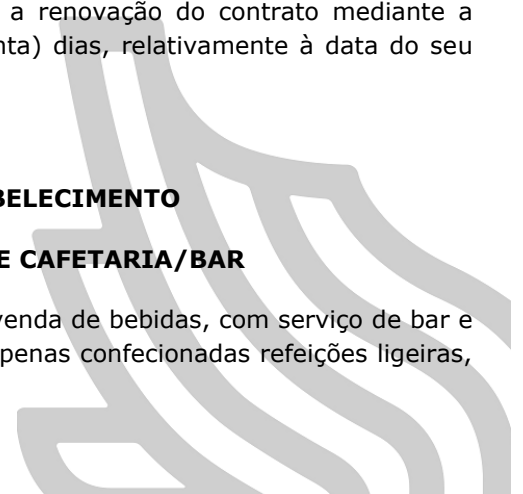 a renovação do contrato mediante a
nta) dias, relativamente à data do seu
BELECIMENTO
E CAFETARIA/BAR
venda de bebidas, com serviço de bar e
penas confecionadas refeições ligeiras,